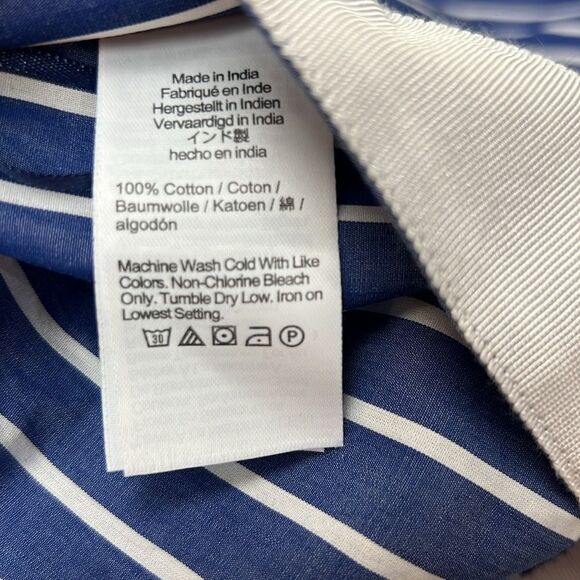 Made in India
Fabriqué en Inde
Hergestellt in Indien
Vervaardigd in India
インド製
hecho en india
100% Cotton / Coton /
Baumwolle / Katoen / 綿 /
algodón
Machine Wash Cold With Like
Colors. Non-Chlorine Bleach
Only. Tumble Dry Low. Iron on
Lowest Setting.
30 P